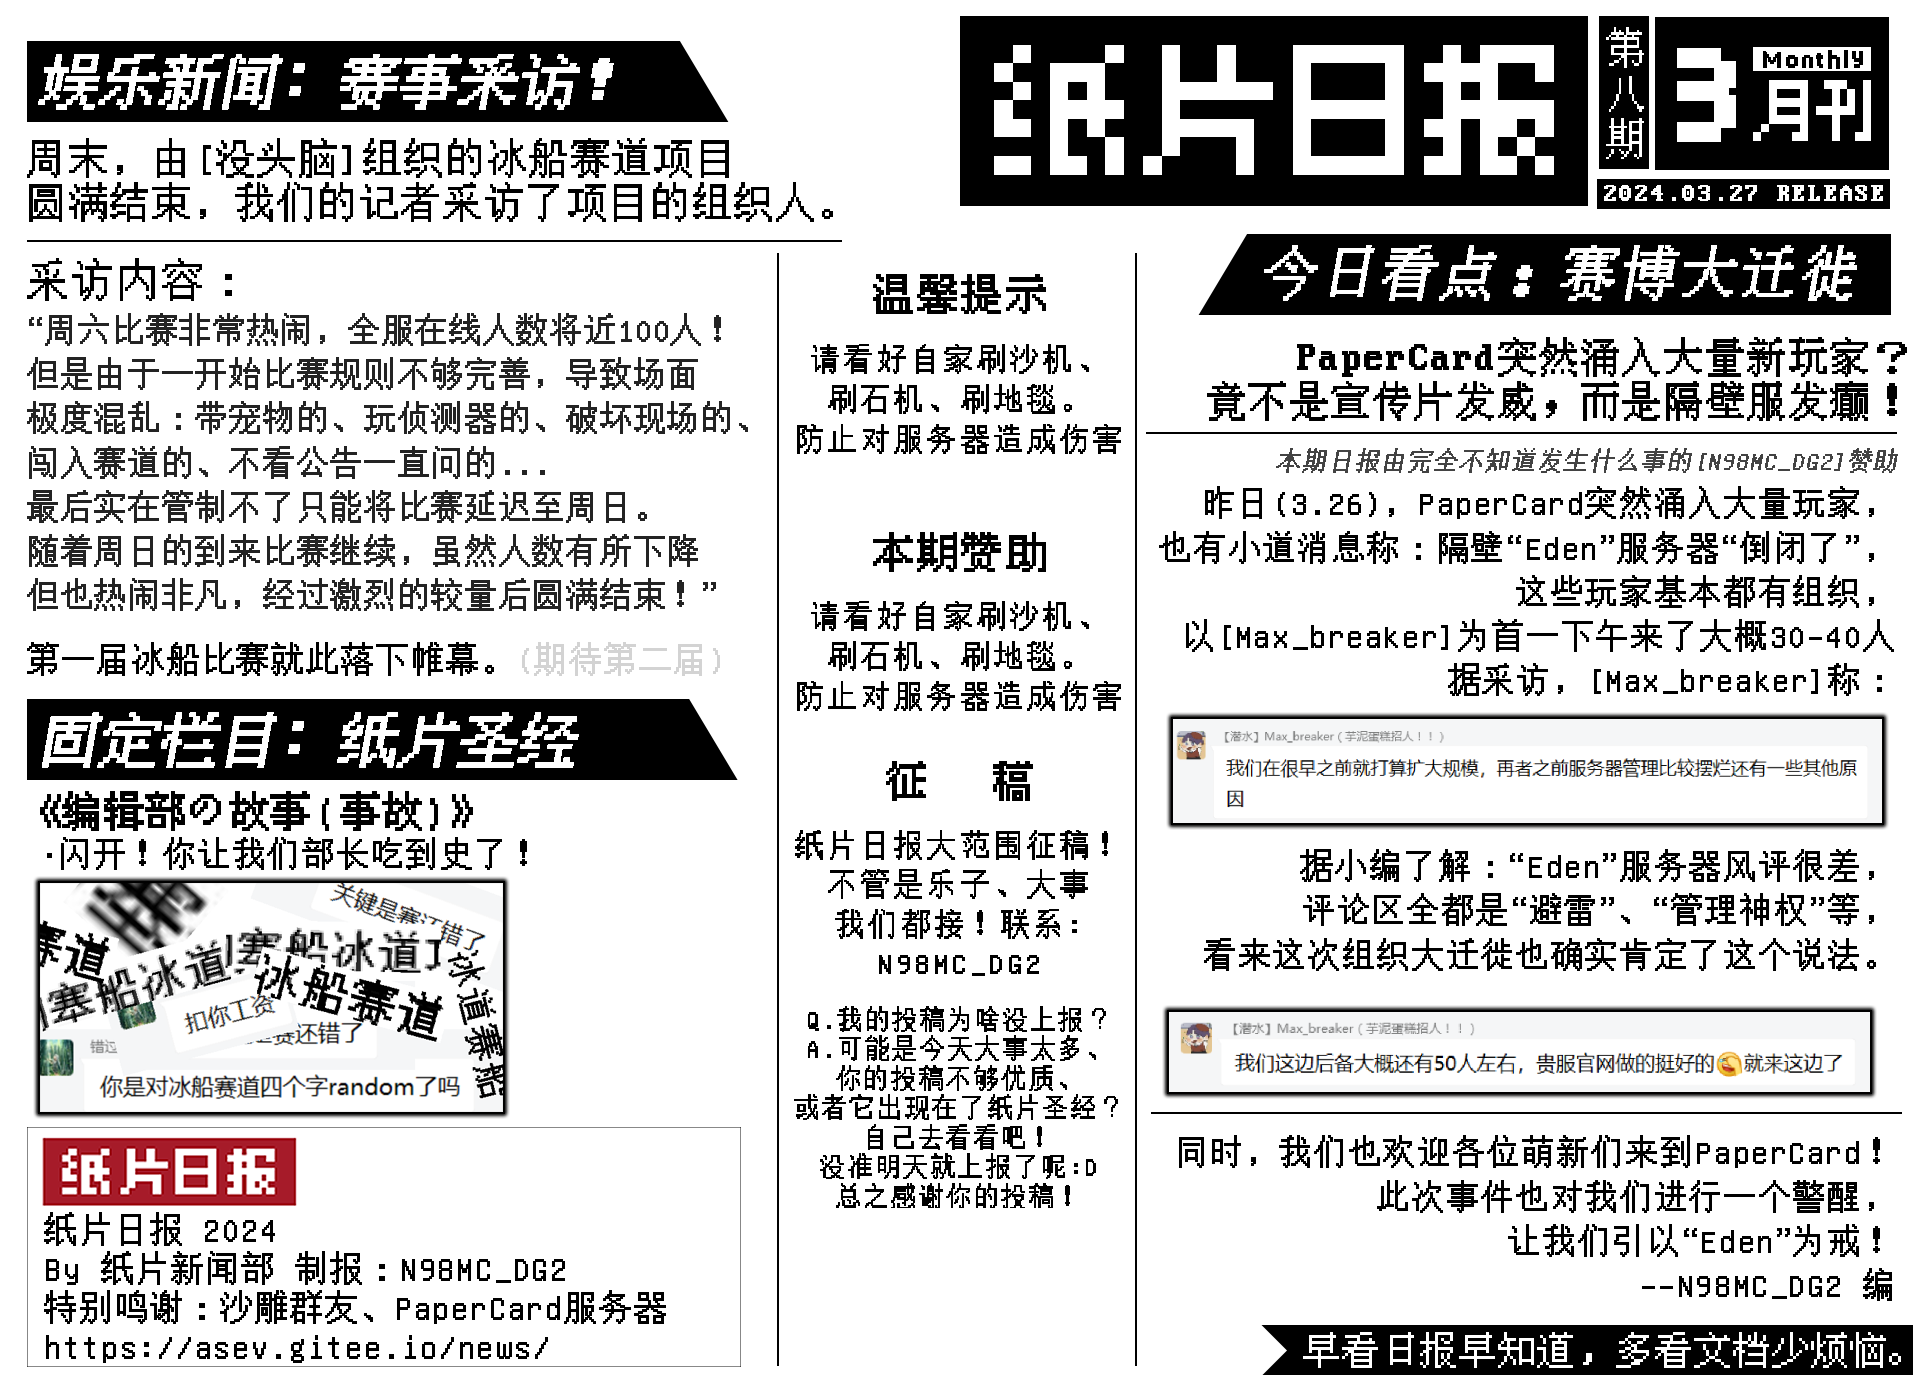 纸片日报
第八期
3
Monthly
月刊
2024.03.27 RELEASE
娱乐新闻：赛事采访！
周末，由[没头脑]组织的冰船赛道项目
圆满结束，我们的记者采访了项目的组织人。
采访内容：
“周六比赛非常热闹，全服在线人数将近100人！
但是由于一开始比赛规则不够完善，导致场面
极度混乱：带宠物的、玩侦测器的、破坏现场的、
闯入赛道的、不看公告一直问的...
最后实在管制不了只能将比赛延迟至周日。
随着周日的到来比赛继续，虽然人数有所下降
但也热闹非凡，经过激烈的较量后圆满结束！”
第一届冰船比赛就此落下帷幕。(期待第二届)
固定栏目：纸片圣经
《编辑部の故事(事故)》
·闪开！你让我们部长吃到史了！
关键是赛还错了
赛道
船冰道
塞船冰道
冰船赛道
冰道赛船
扣你工资
赛还错了
错过
你是对冰船赛道四个字random了吗
纸片日报
纸片日报 2024
By 纸片新闻部 制报：N98MC_DG2
特别鸣谢：沙雕群友、PaperCard服务器
https://asev.gitee.io/news/
温馨提示
请看好自家刷沙机、
刷石机、刷地毯。
防止对服务器造成伤害
本期赞助
请看好自家刷沙机、
刷石机、刷地毯。
防止对服务器造成伤害
征 稿
纸片日报大范围征稿！
不管是乐子、大事
我们都接！联系：
N98MC_DG2
Q.我的投稿为啥没上报？
A.可能是今天大事太多、
你的投稿不够优质、
或者它出现在了纸片圣经？
自己去看看吧！
没准明天就上报了呢:D
总之感谢你的投稿！
今日看点：赛博大迁徙
PaperCard突然涌入大量新玩家？
竟不是宣传片发威，而是隔壁服发癫！
本期日报由完全不知道发生什么事的[N98MC_DG2]赞助
昨日(3.26)，PaperCard突然涌入大量玩家，
也有小道消息称：隔壁“Eden”服务器“倒闭了”，
这些玩家基本都有组织，
以[Max_breaker]为首一下午来了大概30-40人
据采访，[Max_breaker]称：
【潜水】Max_breaker（芋泥蛋糕招人！！）
我们在很早之前就打算扩大规模，再者之前服务器管理比较摆烂还有一些其他原
因
据小编了解：“Eden”服务器风评很差，
评论区全都是“避雷”、“管理神权”等，
看来这次组织大迁徙也确实肯定了这个说法。
【潜水】Max_breaker（芋泥蛋糕招人！！）
我们这边后备大概还有50人左右，贵服官网做的挺好的就来这边了
同时，我们也欢迎各位萌新们来到PaperCard！
此次事件也对我们进行一个警醒，
让我们引以“Eden”为戒！
--N98MC_DG2 编
早看日报早知道，多看文档少烦恼。